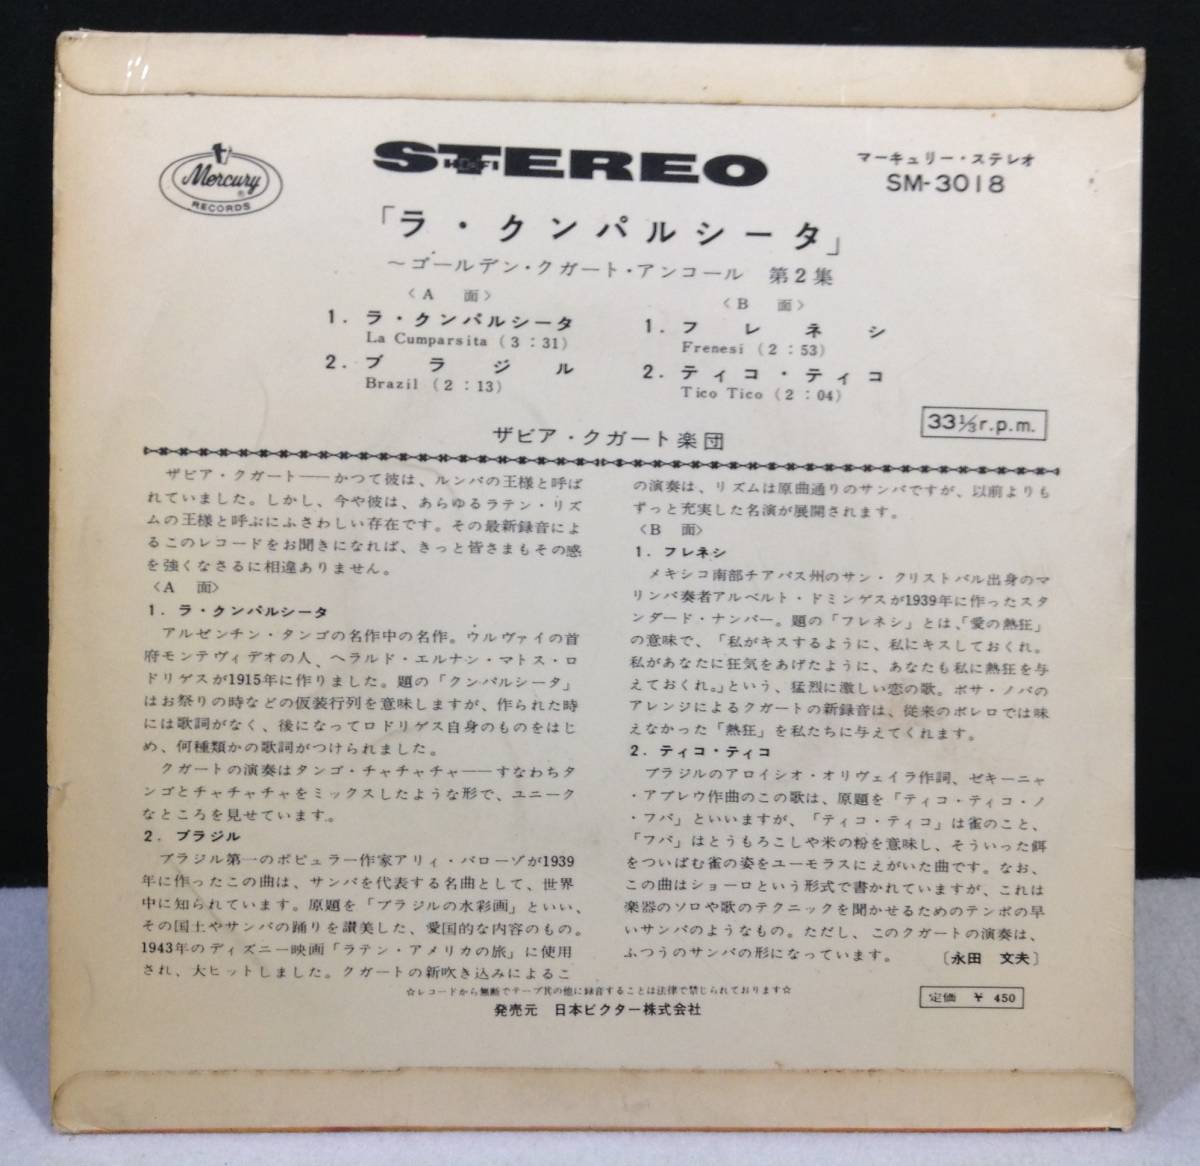 Mercury
RECORDS
STEREO
HI-FI
マーキュリー・ステレオ
SM-3018
「ラ・クンパルシータ」
〜ゴールデン・クガート・アンコール 第2集
〈A 面〉
1. ラ・クンパルシータ
La Cumparsita (3:31)
2. ブラジル
Brazil (2:13)
〈B 面〉
1. フレネシ
Frenesi (2:53)
2. ティコ・ティコ
Tico Tico (2:04)
33⅓r.p.m.
ザビア・クガート楽団
ザビア・クガート――かつて彼は、ルンバの王様と呼ば
れていました。しかし、今や彼は、あらゆるラテン・リズ
ムの王様と呼ぶにふさわしい存在です。その最新録音によ
るこのレコードをお聞きになれば、きっと皆さまもその感
を強くなさるに相違ありません。
〈A 面〉
1. ラ・クンパルシータ
アルゼンチン・タンゴの名作中の名作。ウルヴァイの首
府モンテヴィデオの人、ヘラルド・エルナン・マトス・ロ
ドリゲスが1915年に作りました。題の「クンパルシータ」
はお祭りの時などの仮装行列を意味しますが、作られた時
には歌詞がなく、後になってロドリゲス自身のものをはじ
め、何種類かの歌詞がつけられました。
クガートの演奏はタンゴ・チャチャチャ――すなわちタ
ンゴとチャチャチャをミックスしたような形で、ユニーク
なところを見せています。
2. ブラジル
ブラジル第一のポピュラー作家アリィ・バローゾが1939
年に作ったこの曲は、サンバを代表する名曲として、世界
中に知られています。原題を「ブラジルの水彩画」といい、
その国土やサンバの踊りを讃美した、愛国的な内容のもの。
1943年のディズニー映画「ラテン・アメリカの旅」に使用
され、大ヒットしました。クガートの新吹き込みによるこ
の演奏は、リズムは原曲通りのサンバですが、以前よりも
ずっと充実した名演が展開されます。
〈B 面〉
1. フレネシ
メキシコ南部チアパス州のサン・クリストバル出身のマ
リンバ奏者アルベルト・ドミンゲスが1939年に作ったスタ
ンダード・ナンバー。題の「フレネシ」とは、「愛の熱狂」
の意味で、「私がキスするように、私にキスしておくれ。
私があなたに狂気をあげたように、あなたも私に熱狂を与
えておくれ。」という、猛烈に激しい恋の歌。ボサ・ノバの
アレンジによるクガートの新録音は、従来のボレロでは味
えなかった「熱狂」を私たちに与えてくれます。
2. ティコ・ティコ
ブラジルのアロイシオ・オリヴェイラ作詞、ゼキーニャ
・アブレウ作曲のこの歌は、原題を「ティコ・ティコ・ノ
・フバ」といいますが、「ティコ・ティコ」は雀のこと、
「フバ」はとうもろこしや米の粉を意味し、そういった餌
をついばむ雀の姿をユーモラスにえがいた曲です。なお、
この曲はショーロという形式で書かれていますが、これは
楽器のソロや歌のテクニックを聞かせるためのテンポの早
いサンバのようなもの。ただし、このクガートの演奏は、
ふつうのサンバの形になっています。 〔永田 文夫〕
☆レコードから無断でテープ其の他に録音することは法律で禁じられております☆
発売元 日本ビクター株式会社
定価 ¥ 450